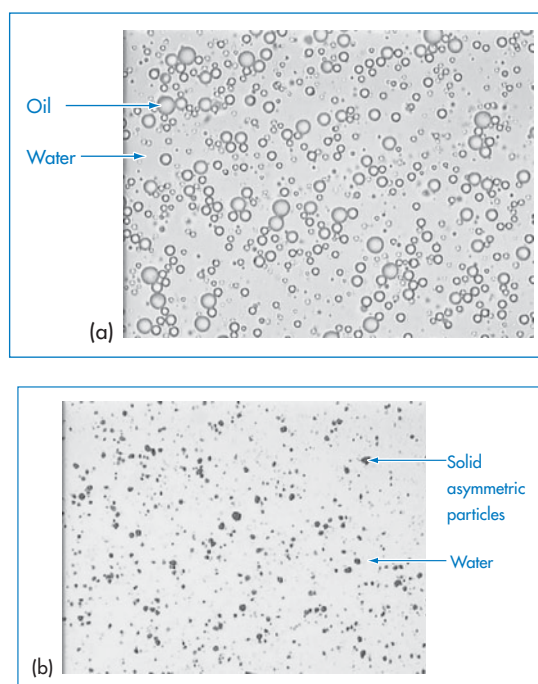 Oil
Water
(a)
Solid
asymmetric
particles
Water
(b)